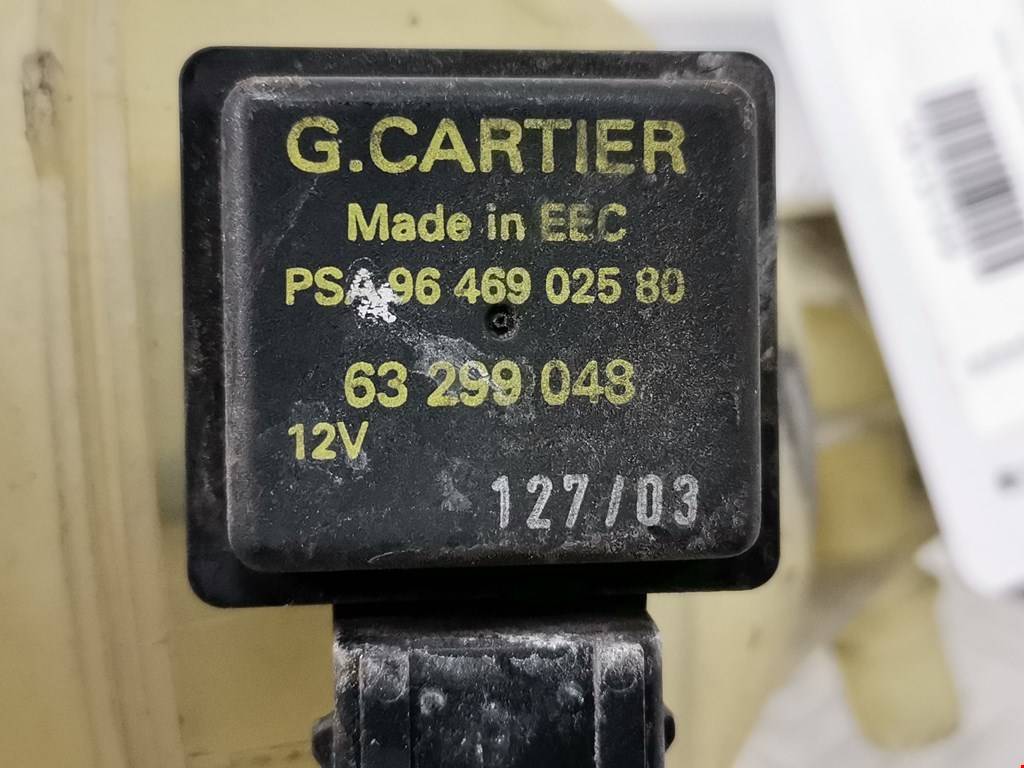 G.CARTIER
Made in EEC
PSA 96 469 025 80
63 299 048
12V
127/03